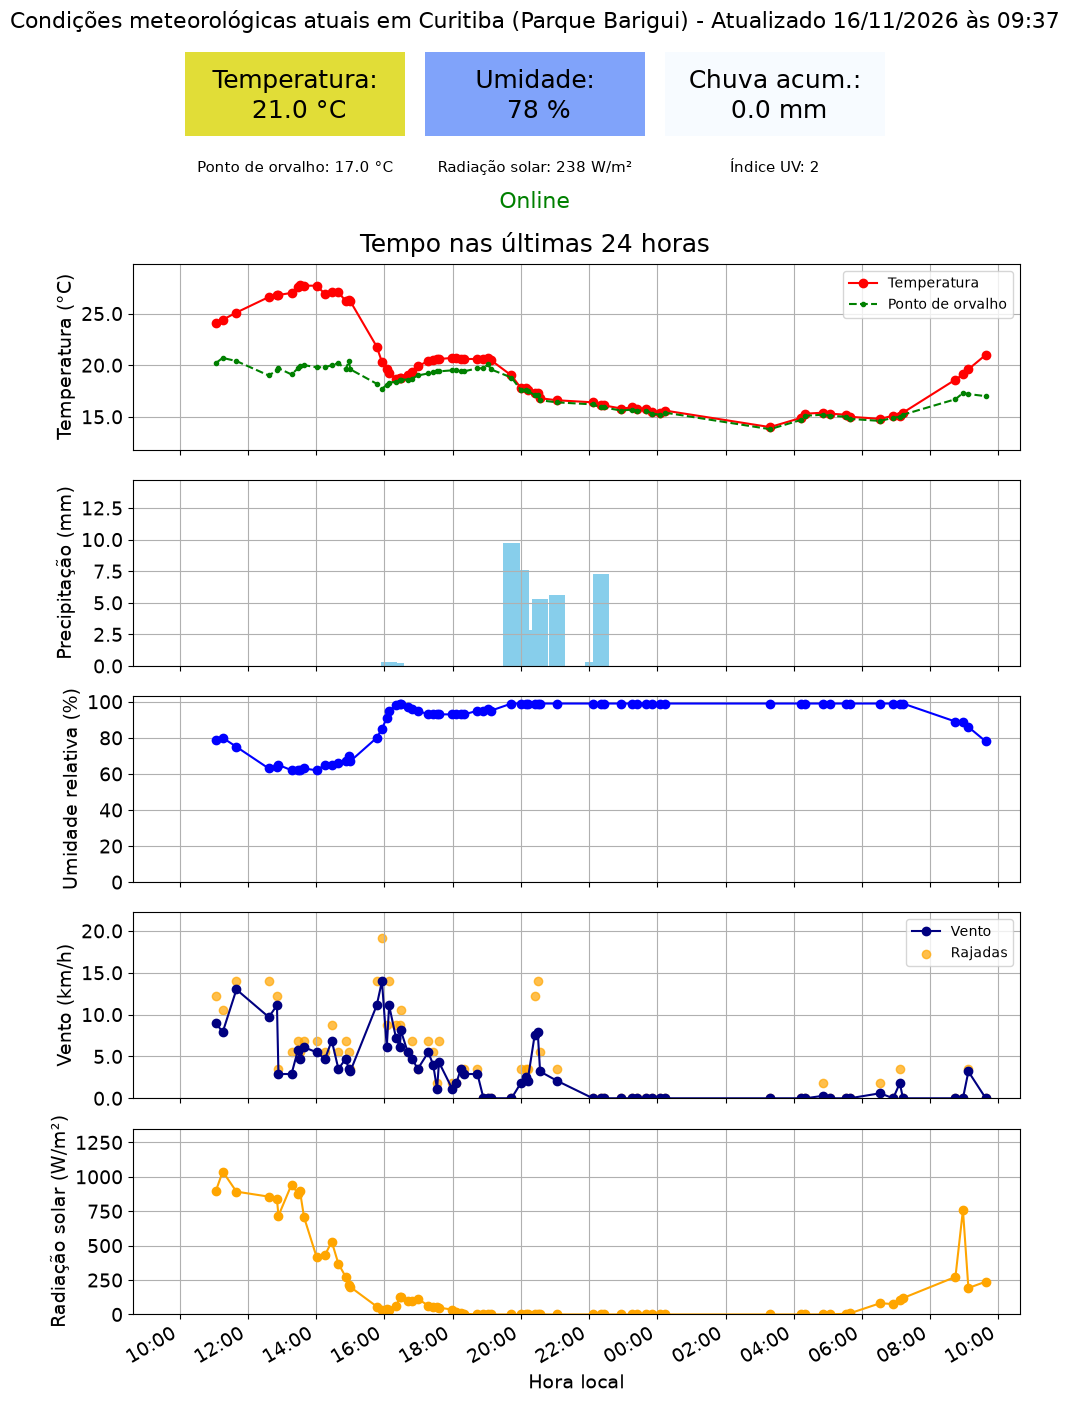 Condições meteorológicas atuais em Curitiba (Parque Barigui) - Atualizado 16/11/2026 às 09:37
Temperatura:
21.0 °C
Umidade:
78 %
Chuva acum.:
0.0 mm
Ponto de orvalho: 17.0 °C
Radiação solar: 238 W/m²
Índice UV: 2
Online
Tempo nas últimas 24 horas
Temperatura (°C)
25.0
20.0
15.0
Temperatura
Ponto de orvalho
Precipitação (mm)
12.5
10.0
7.5
5.0
2.5
0.0
Umidade relativa (%)
100
80
60
40
20
0
Vento (km/h)
20.0
15.0
10.0
5.0
0.0
Vento
Rajadas
Radiação solar (W/m²)
1250
1000
750
500
250
0
10:00
12:00
14:00
16:00
18:00
20:00
22:00
00:00
02:00
04:00
06:00
08:00
10:00
Hora local